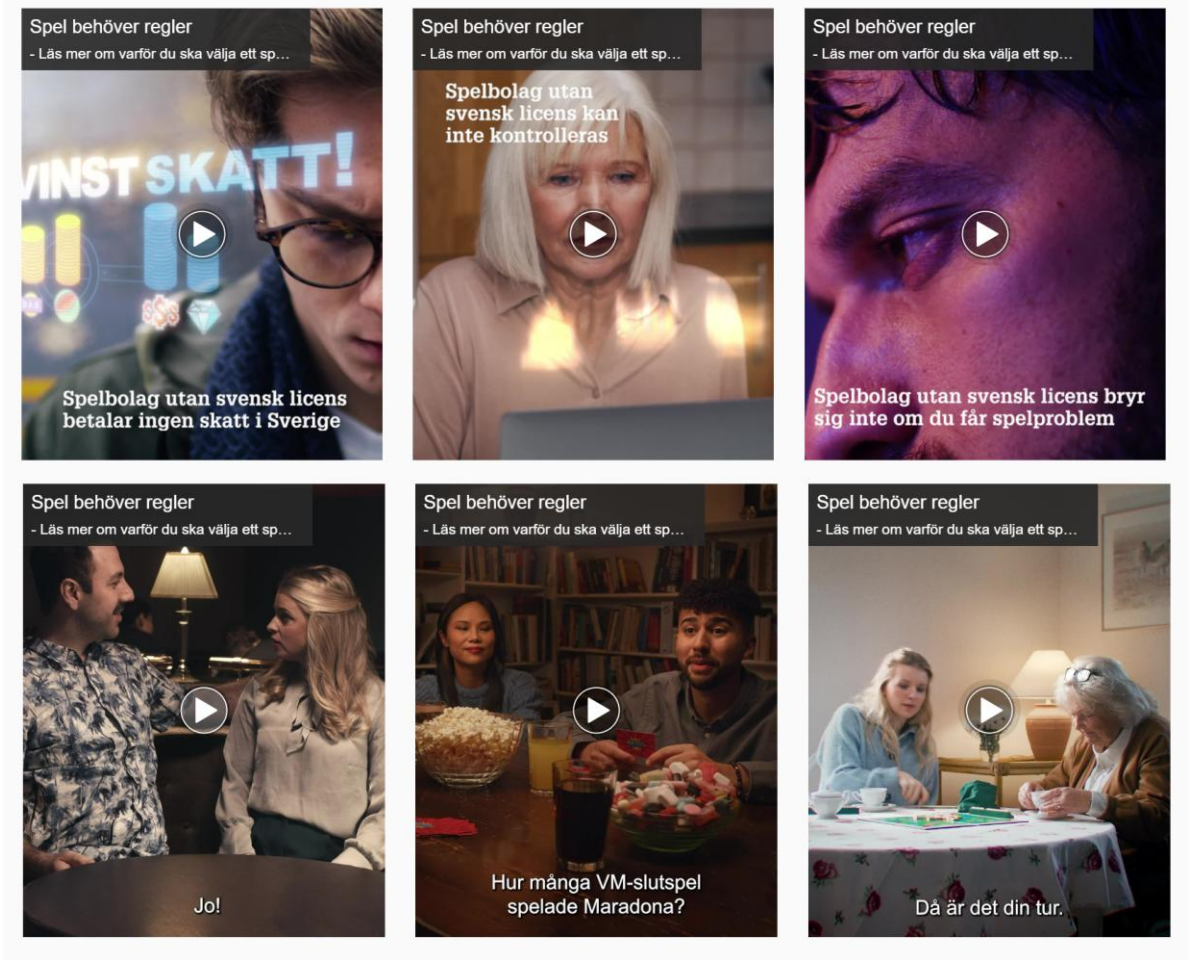 Spel behöver regler
- Läs mer om varför du ska välja ett sp...
VINST SKATT!
$$$
Spelbolag utan svensk licens
betalar ingen skatt i Sverige
Spel behöver regler
- Läs mer om varför du ska välja ett sp...
Spelbolag utan
svensk licens kan
inte kontrolleras
Spel behöver regler
- Läs mer om varför du ska välja ett sp...
Spelbolag utan svensk licens bryr
sig inte om du får spelproblem
Spel behöver regler
- Läs mer om varför du ska välja ett sp...
Jo!
Spel behöver regler
- Läs mer om varför du ska välja ett sp...
Hur många VM-slutspel
spelade Maradona?
Spel behöver regler
- Läs mer om varför du ska välja ett sp...
Då är det din tur.